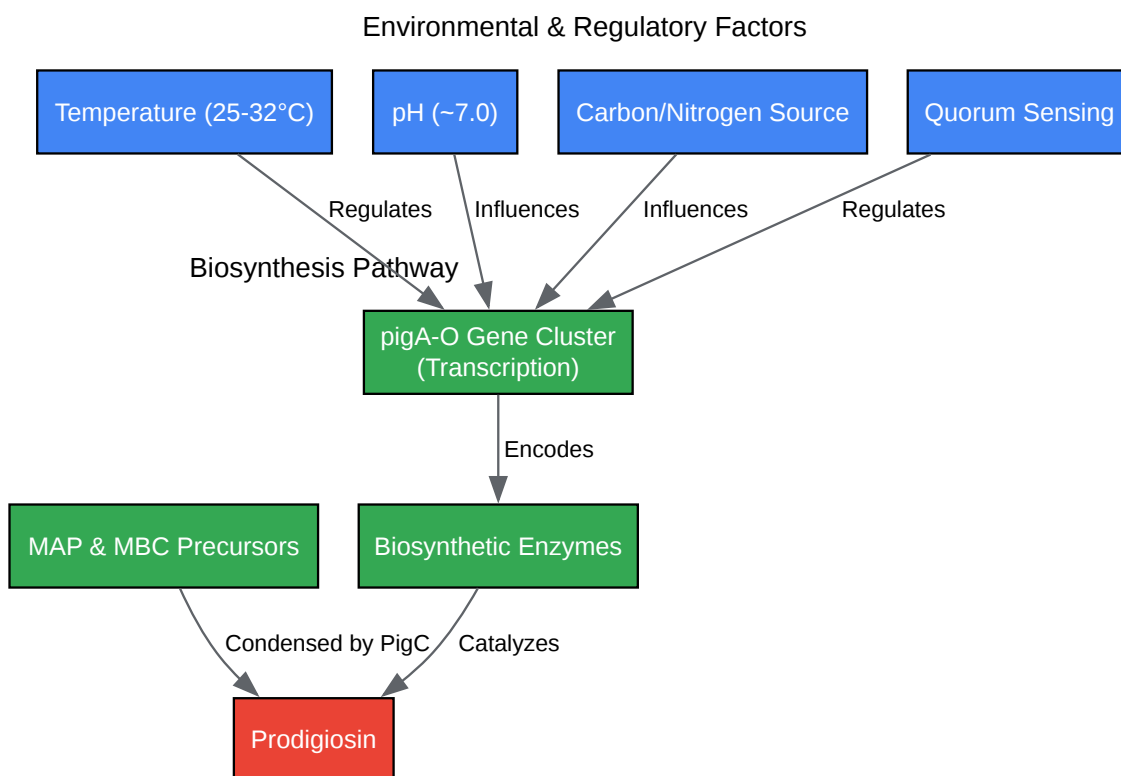 Environmental & Regulatory Factors
Temperature (25-32°C)
pH (~7.0)
Carbon/Nitrogen Source
Quorum Sensing
Regulates
Influences
Influences
Regulates
Biosynthesis Pathway
pigA-O Gene Cluster
(Transcription)
Encodes
MAP & MBC Precursors
Biosynthetic Enzymes
Condensed by PigC
Catalyzes
Prodigiosin